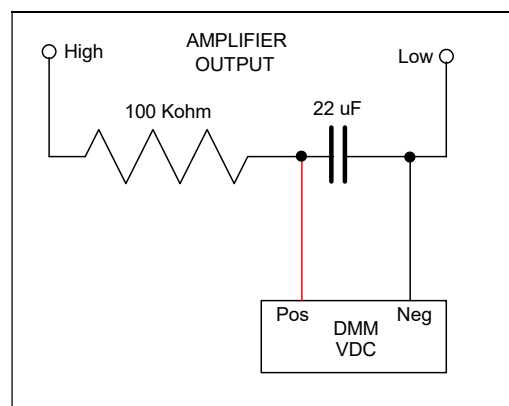 AMPLIFIER
OUTPUT
High
Low
100 Kohm
22 uF
Pos
Neg
DMM
VDC